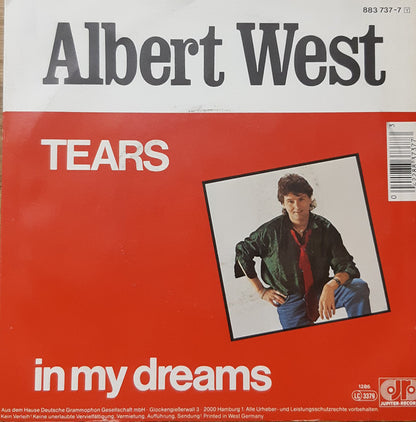 883 737-7 Y
Albert West
TEARS
in my dreams
1286
LC 3379
JUPITER-RECORDS
Aus dem Hause Deutsche Grammophon Gesellschaft mbH · Glockengießerwall 3 · 2000 Hamburg 1. Alle Urheber- und Leistungsschutzrechte vorbehalten.
Kein Verleih! Keine unerlaubte Vervielfältigung, Vermietung, Aufführung, Sendung! Printed in West Germany